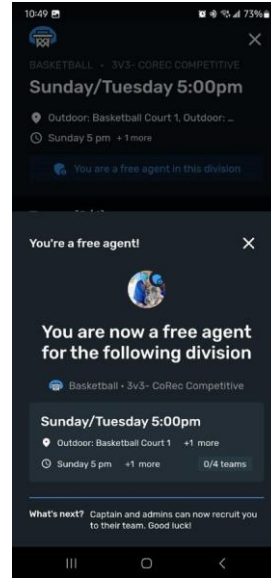 10:49
73%
BASKETBALL • 3V3- COREC COMPETITIVE
Sunday/Tuesday 5:00pm
Outdoor: Basketball Court 1, Outdoor: ...
Sunday 5 pm +1 more
You are a free agent in this division
You're a free agent!
You are now a free agent
for the following division
Basketball • 3v3- CoRec Competitive
Sunday/Tuesday 5:00pm
Outdoor: Basketball Court 1 +1 more
Sunday 5 pm +1 more 0/4 teams
What's next? Captain and admins can now recruit you
to their team. Good luck!